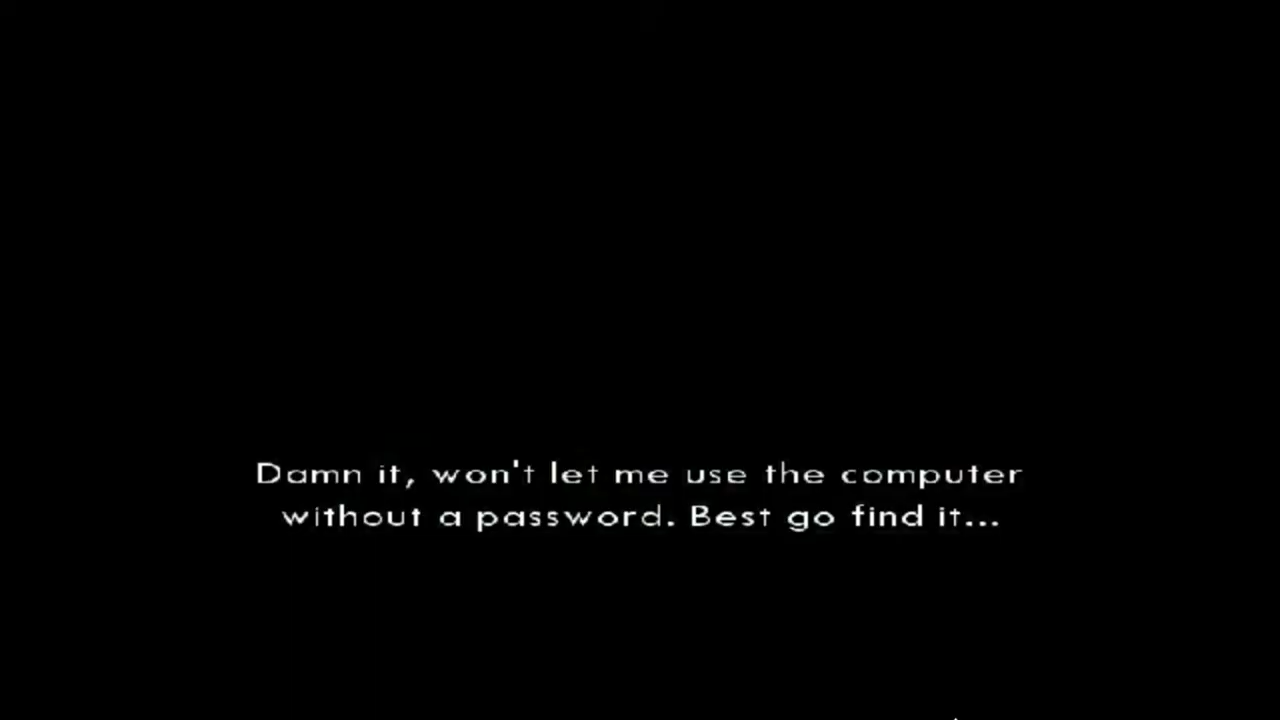 Damn it, won't let me use the computer
without a password. Best go find it...